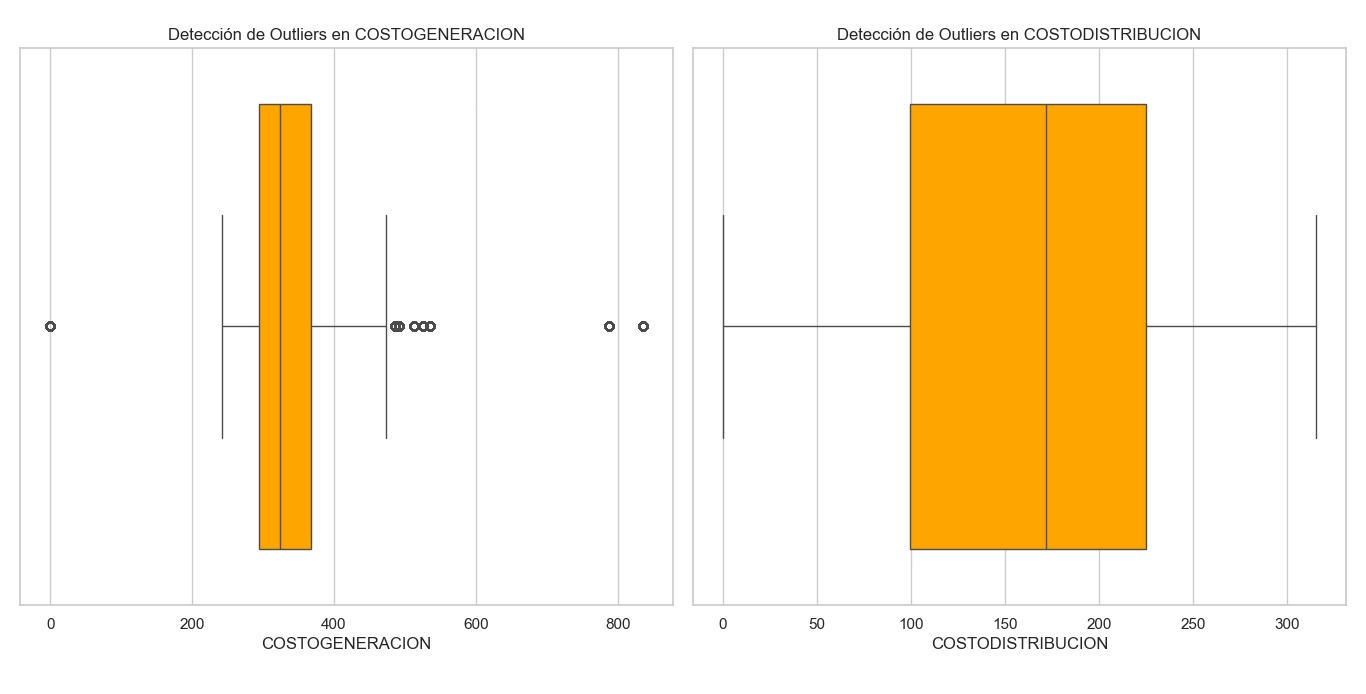 Detección de Outliers en COSTOGENERACION
0 200 400 600 800
COSTOGENERACION
Detección de Outliers en COSTODISTRIBUCION
0 50 100 150 200 250 300
COSTODISTRIBUCION